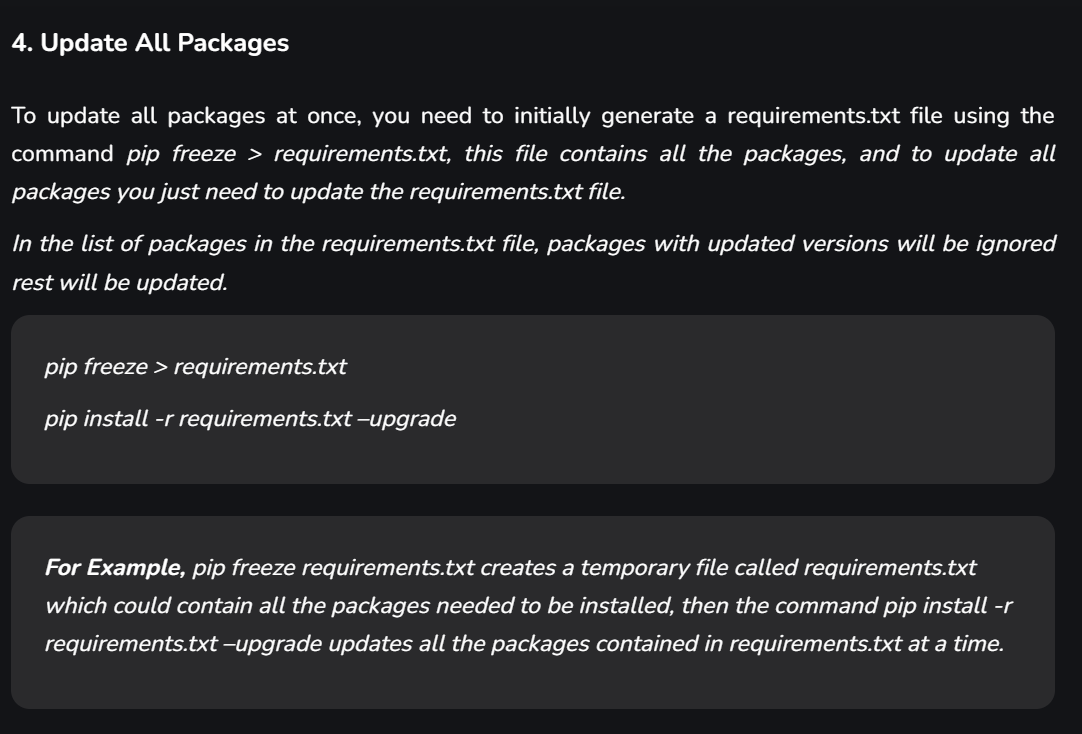 4. Update All Packages
To update all packages at once, you need to initially generate a requirements.txt file using the
command pip freeze > requirements.txt, this file contains all the packages, and to update all
packages you just need to update the requirements.txt file.
In the list of packages in the requirements.txt file, packages with updated versions will be ignored
rest will be updated.
pip freeze > requirements.txt
pip install -r requirements.txt –upgrade
For Example, pip freeze requirements.txt creates a temporary file called requirements.txt
which could contain all the packages needed to be installed, then the command pip install -r
requirements.txt –upgrade updates all the packages contained in requirements.txt at a time.